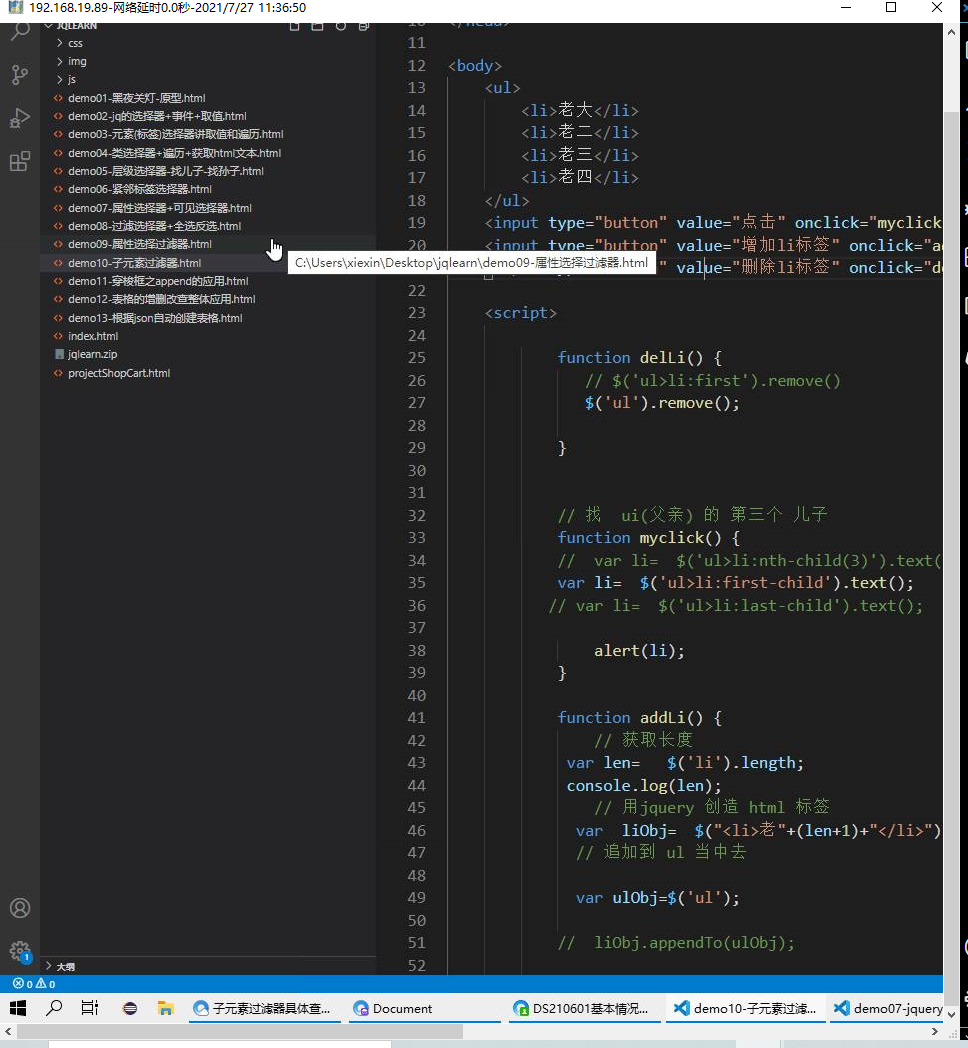 192.168.19.89-网络延时0.0秒-2021/7/27 11:36:50
JQLEARN
css
img
js
demo01-黑夜关灯-原型.html
demo02-jq的选择器+事件+取值.html
demo03-元素(标签)选择器讲取值和遍历.html
demo04-类选择器+遍历+获取html文本.html
demo05-层级选择器-找儿子-找孙子.html
demo06-紧邻标签选择器.html
demo07-属性选择器+可见选择器.html
demo08-过滤选择器+全选反选.html
demo09-属性选择过滤器.html
demo10-子元素过滤器.html
demo11-穿梭框之append的应用.html
demo12-表格的增删改查整体应用.html
demo13-根据json自动创建表格.html
index.html
jqlearn.zip
projectShopCart.html
大纲
C:\Users\xiexin\Desktop\jqlearn\demo09-属性选择过滤器.html
11
12 <body>
13 <ul>
14 <li>老大</li>
15 <li>老二</li>
16 <li>老三</li>
17 <li>老四</li>
18 </ul>
19 <input type="button" value="点击" onclick="myclick
20 <input type="button" value="增加li标签" onclick="ad
" value="删除li标签" onclick="de
22
23 <script>
24
25 function delLi() {
26 // $('ul>li:first').remove()
27 $('ul').remove();
28
29 }
30
31
32 // 找 ui(父亲) 的 第三个 儿子
33 function myclick() {
34 // var li= $('ul>li:nth-child(3)').text(
35 var li= $('ul>li:first-child').text();
36 // var li= $('ul>li:last-child').text();
37
38 alert(li);
39 }
40
41 function addLi() {
42 // 获取长度
43 var len= $('li').length;
44 console.log(len);
45 // 用jquery 创造 html 标签
46 var liObj= $("<li>老"+(len+1)+"</li>")
47 // 追加到 ul 当中去
48
49 var ulObj=$('ul');
50
51 // liObj.appendTo(ulObj);
52
1
0 0
子元素过滤器具体查...
Document
DS210601基本情况...
demo10-子元素过滤...
demo07-jquery